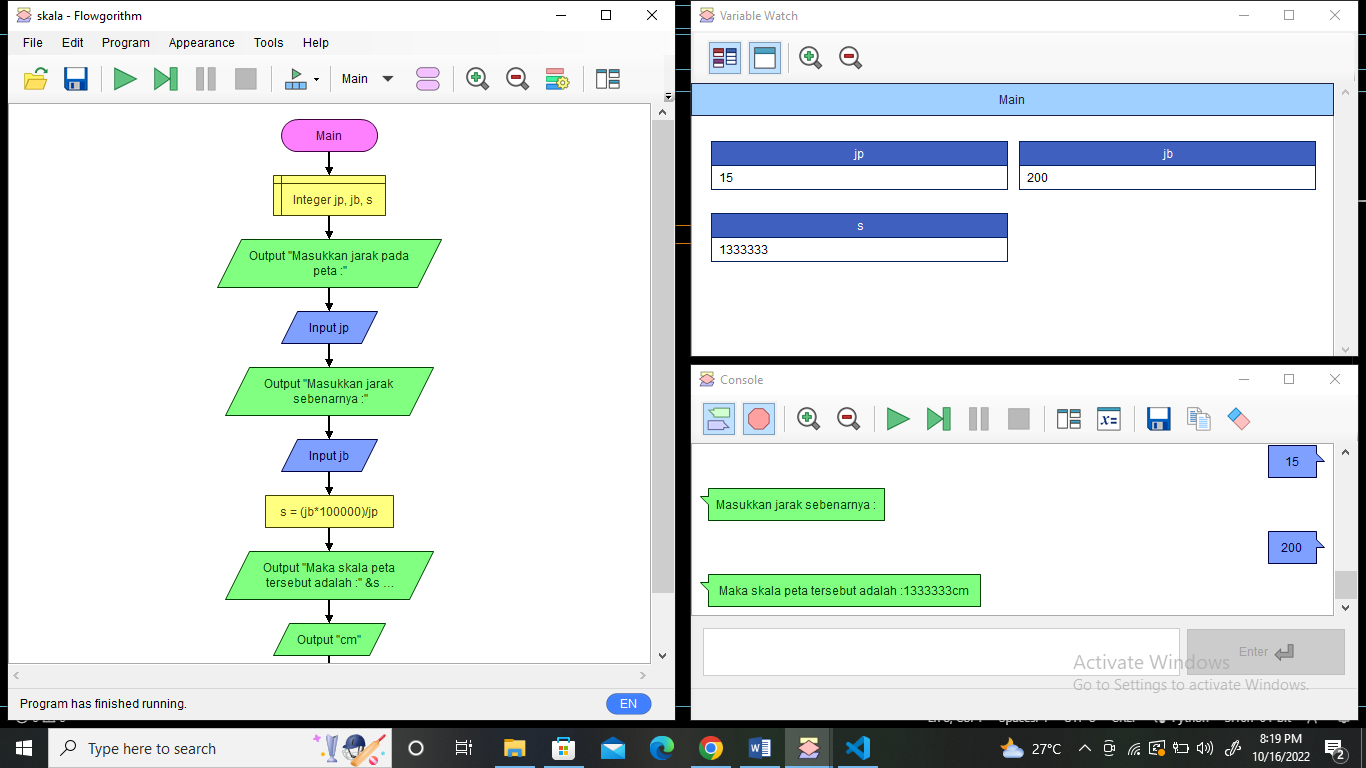 skala - Flowgorithm
File Edit Program Appearance Tools Help
Main
Main
Integer jp, jb, s
Output "Masukkan jarak pada
peta :"
Input jp
Output "Masukkan jarak
sebenarnya :"
Input jb
s = (jb*100000)/jp
Output "Maka skala peta
tersebut adalah :" &s ...
Output "cm"
Program has finished running.
EN
Variable Watch
Main
jp
15
jb
200
s
1333333
Console
x=
15
Masukkan jarak sebenarnya :
200
Maka skala peta tersebut adalah :1333333cm
Enter
Activate Windows
Go to Settings to activate Windows.
Type here to search
27°C
8:19 PM
10/16/2022
2